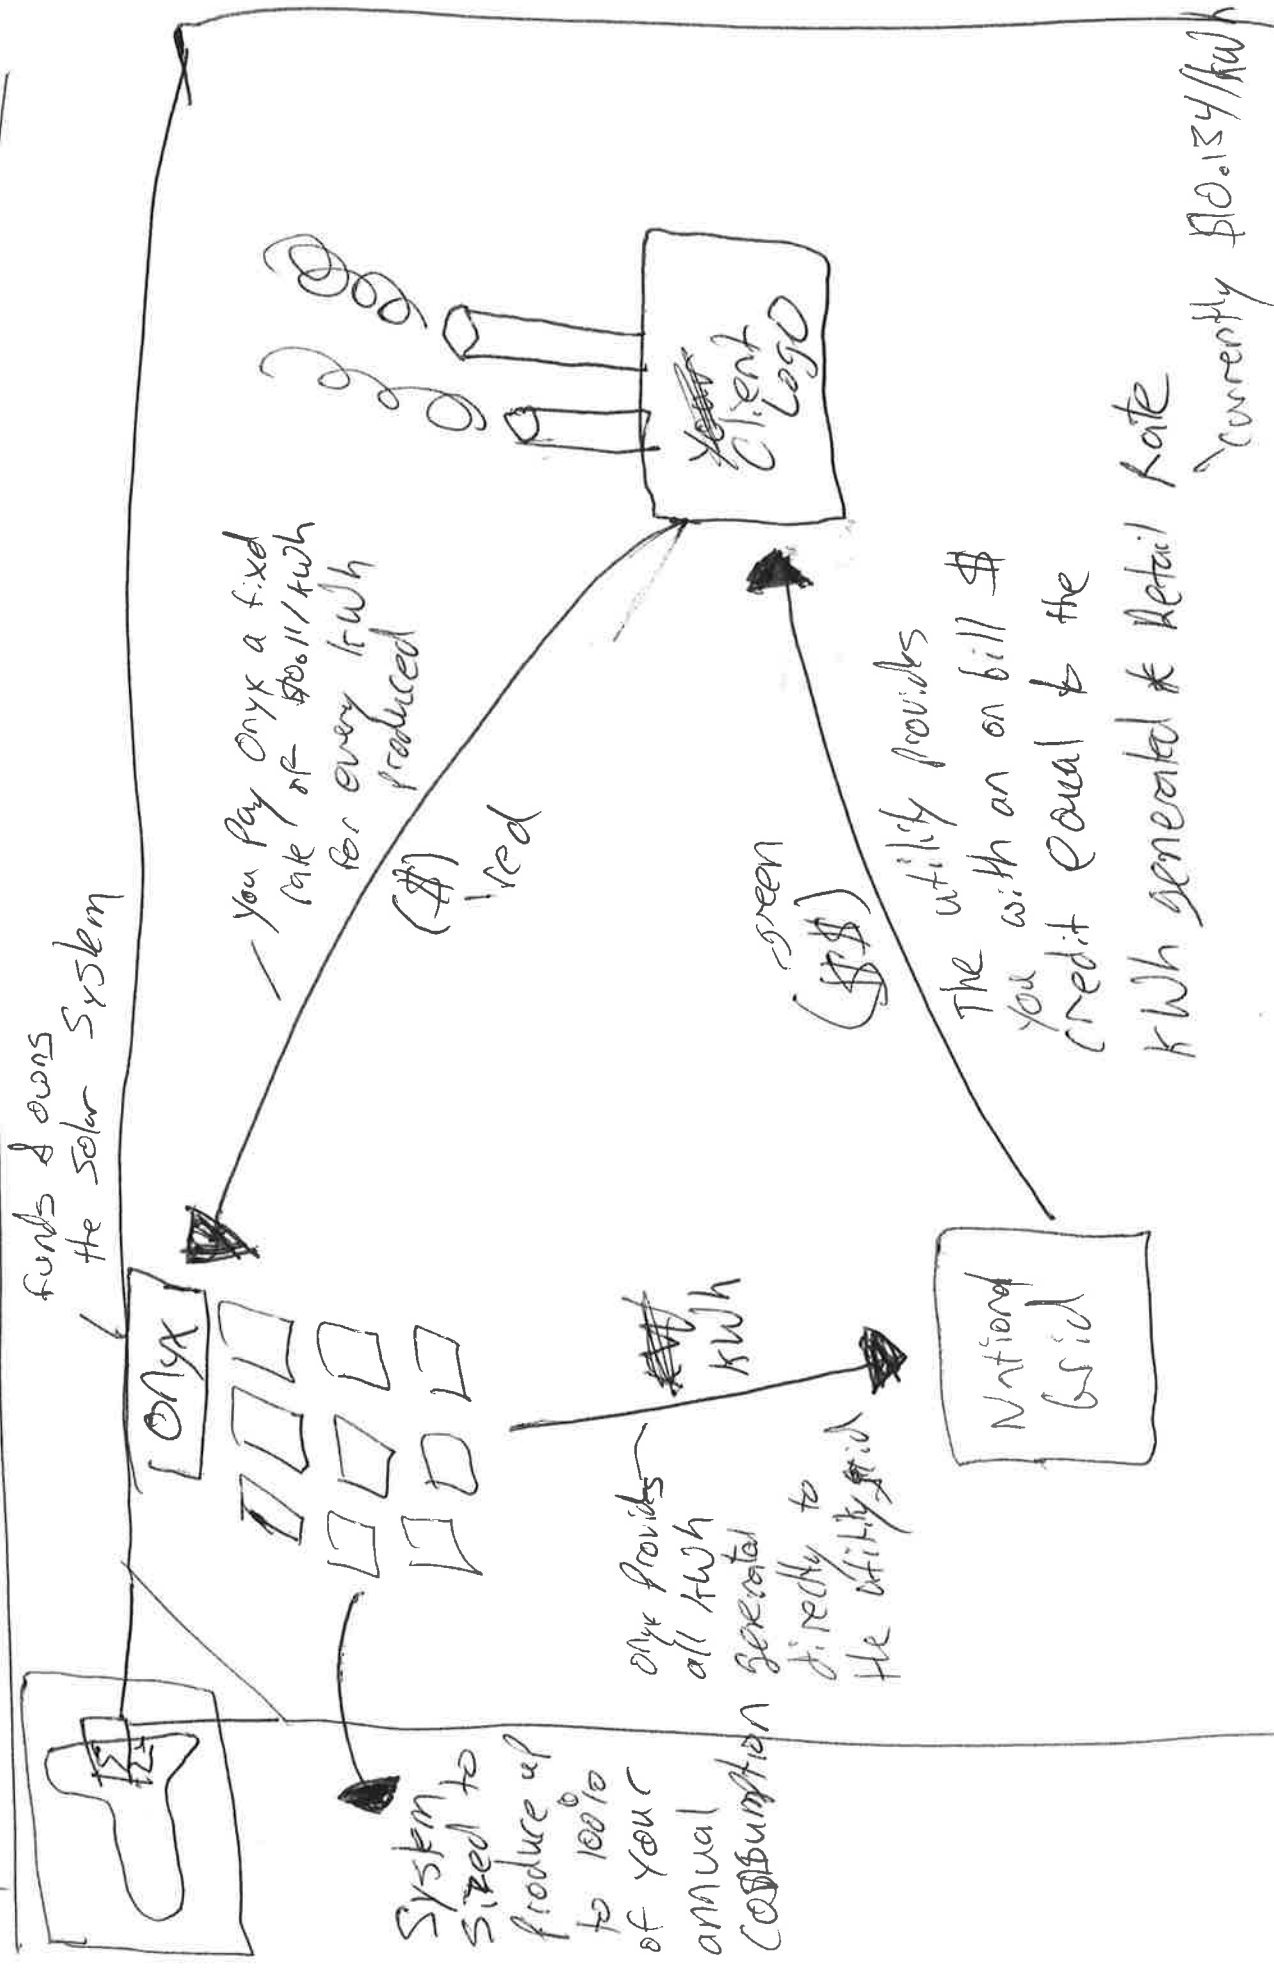 funds & owns
the solar System
Onyx
You Pay Onyx a fixd
rate of $0.11/kWh
for every kWh
produced
($)
red
Client
Logo
System
Sized to
Produce up
to 100%
of your
annual
Consumption
Onyx Provides
all kWh
generated
directly to
the utility grid
kWh
National
Grid
green
($$)
The utility provides
you with an on bill $
credit equal to the
kWh generated * Retail Rate
currently $0.134/kWh